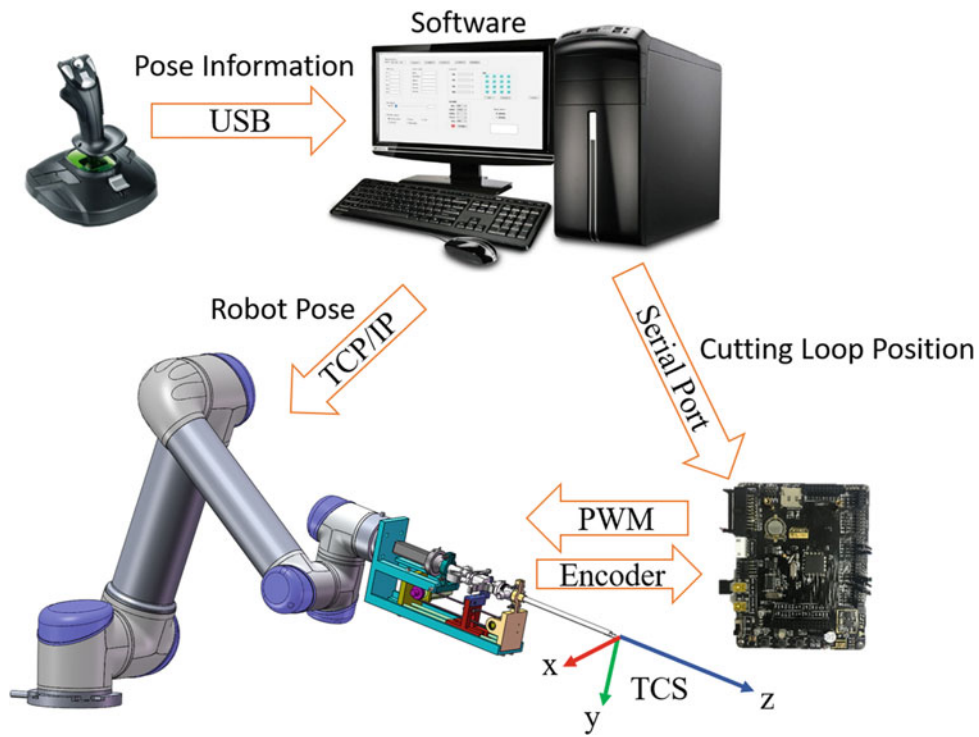 Software
Pose Information
USB
Robot Pose
TCP/IP
Serial Port
Cutting Loop Position
PWM
Encoder
x
y
TCS
z